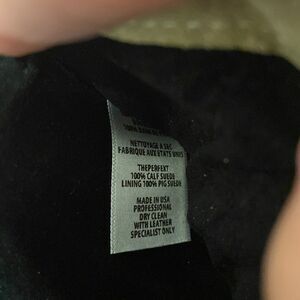 NETTOYAGE A SEC
FABRIQUE AUX ETATS UNIS
THEPERFEXT
100% CALF SUEDE
LINING 100% PIG SUEDE
MADE IN USA
PROFESSIONAL
DRY CLEAN
WITH LEATHER
SPECIALIST ONLY